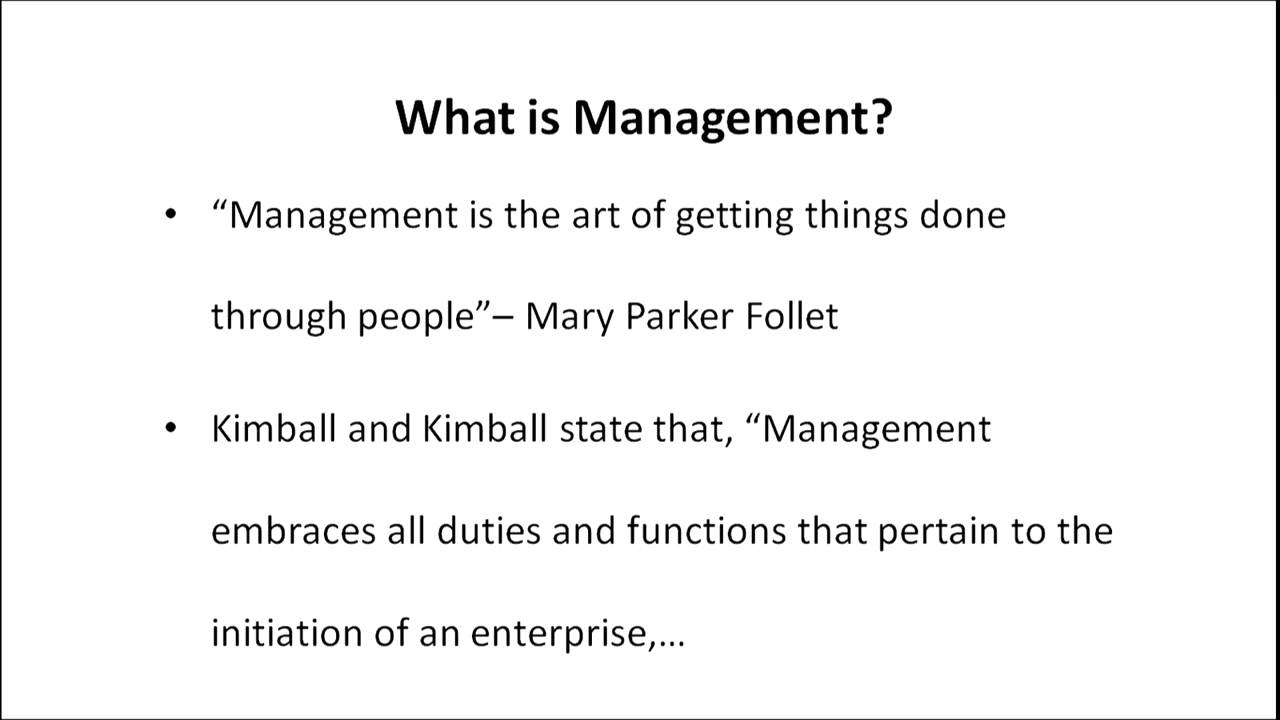 What is Management?
• “Management is the art of getting things done
through people”– Mary Parker Follet
• Kimball and Kimball state that, “Management
embraces all duties and functions that pertain to the
initiation of an enterprise,...